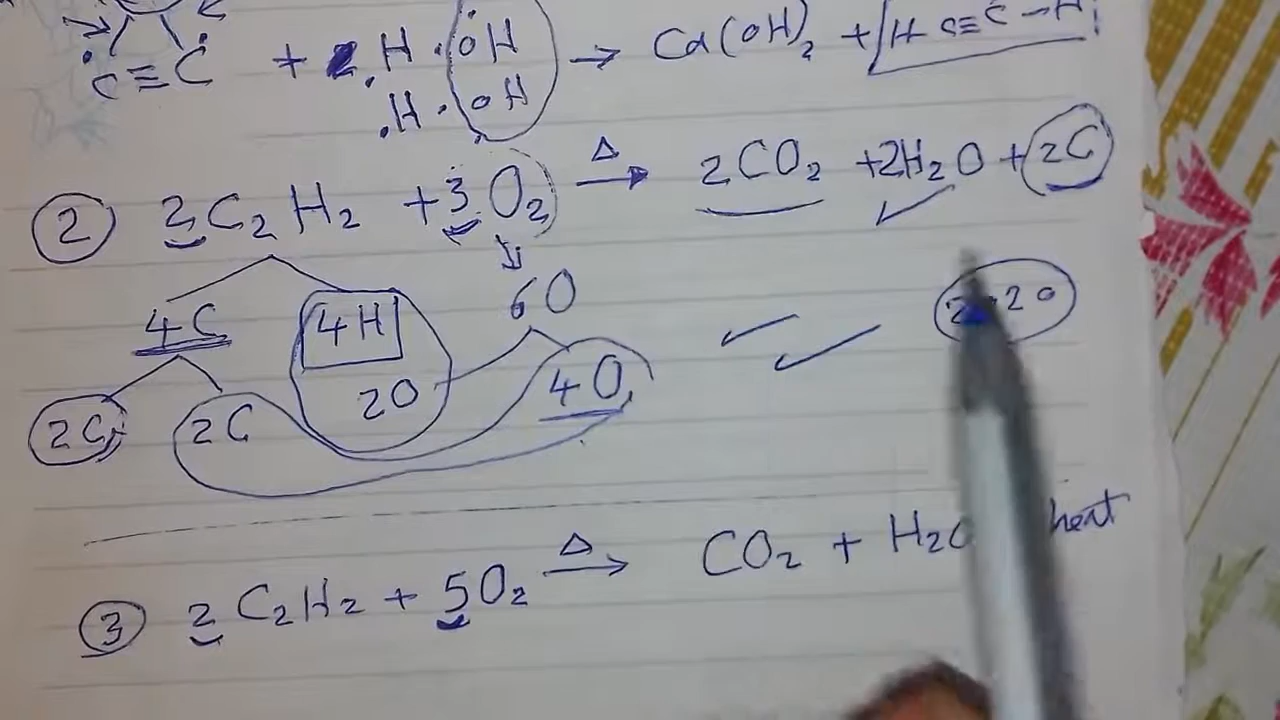 C≡C + 2 H · OH → Ca(OH)₂ + H C≡C-H
H · OH
② 2C₂H₂ + 3O₂ Δ→ 2CO₂ + 2H₂O + 2C
4C 4H 6O
2C 2C 2O 4O
③ 2C₂H₂ + 5O₂ Δ→ CO₂ + H₂O heat